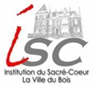 isc
Institution du Sacré-Coeur
La Ville du Bois